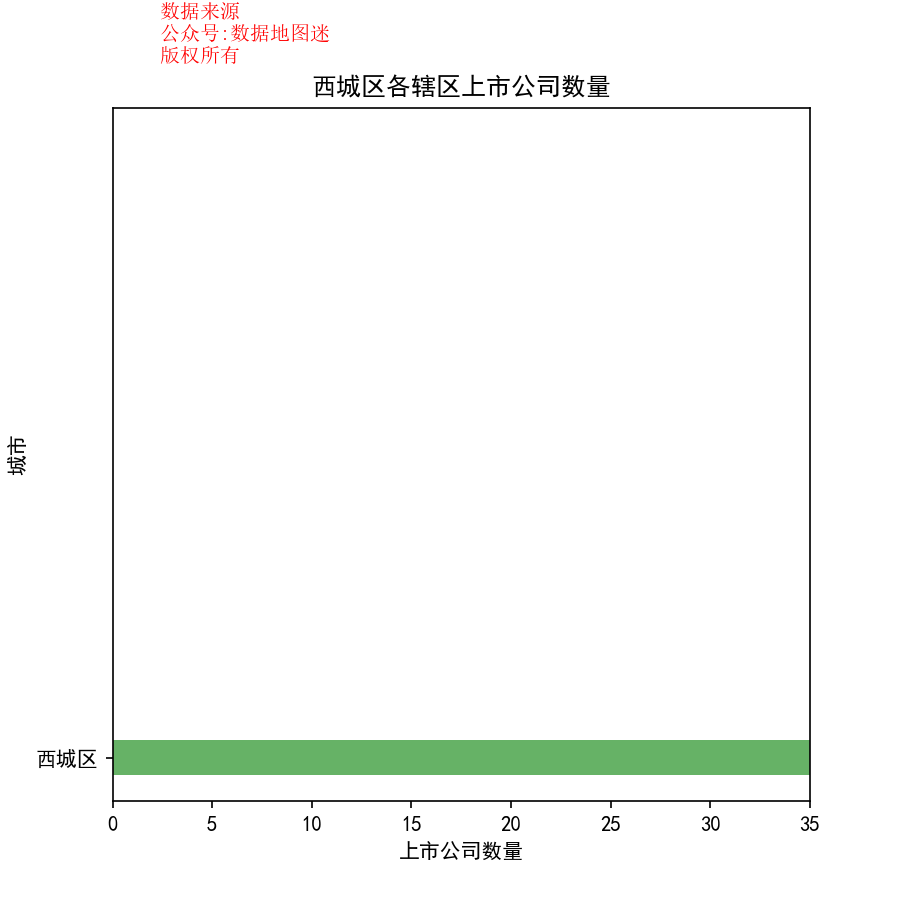 数据来源
公众号:数据地图迷
版权所有
西城区各辖区上市公司数量
城市
西城区
0 5 10 15 20 25 30 35
上市公司数量